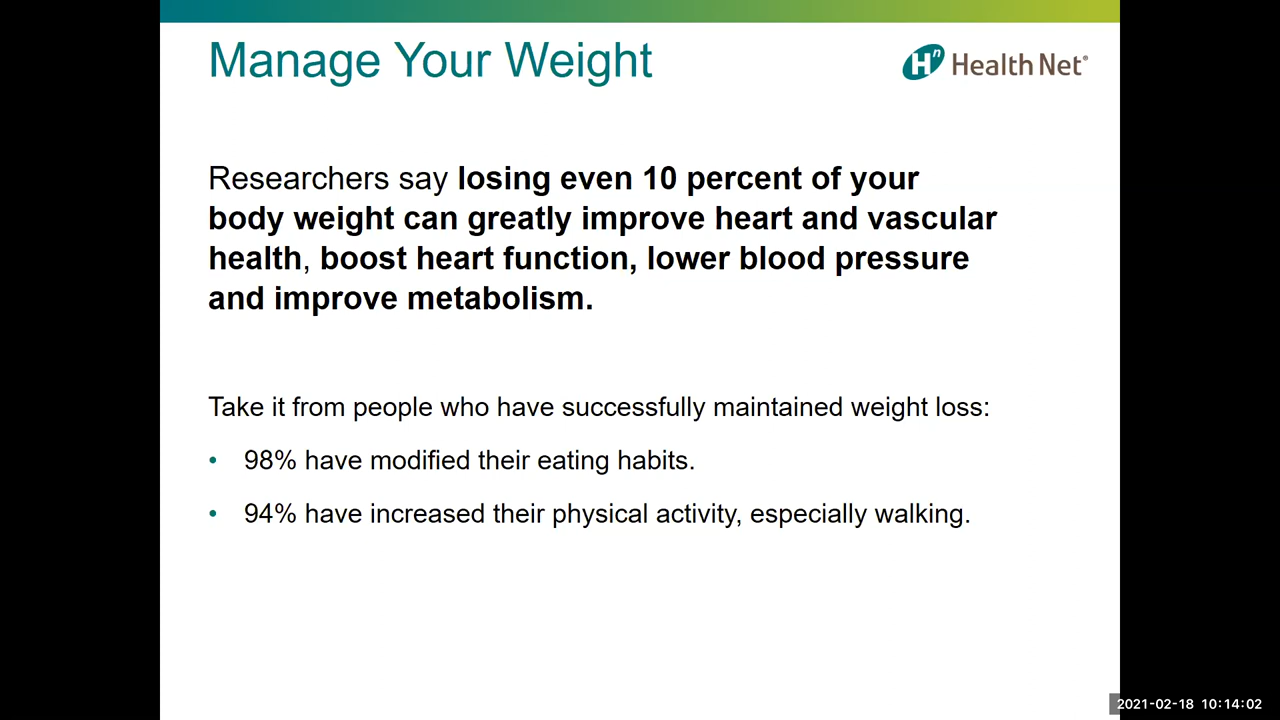 Manage Your Weight
Hn Health Net®
Researchers say losing even 10 percent of your
body weight can greatly improve heart and vascular
health, boost heart function, lower blood pressure
and improve metabolism.
Take it from people who have successfully maintained weight loss:
• 98% have modified their eating habits.
• 94% have increased their physical activity, especially walking.
2021-02-18 10:14:02